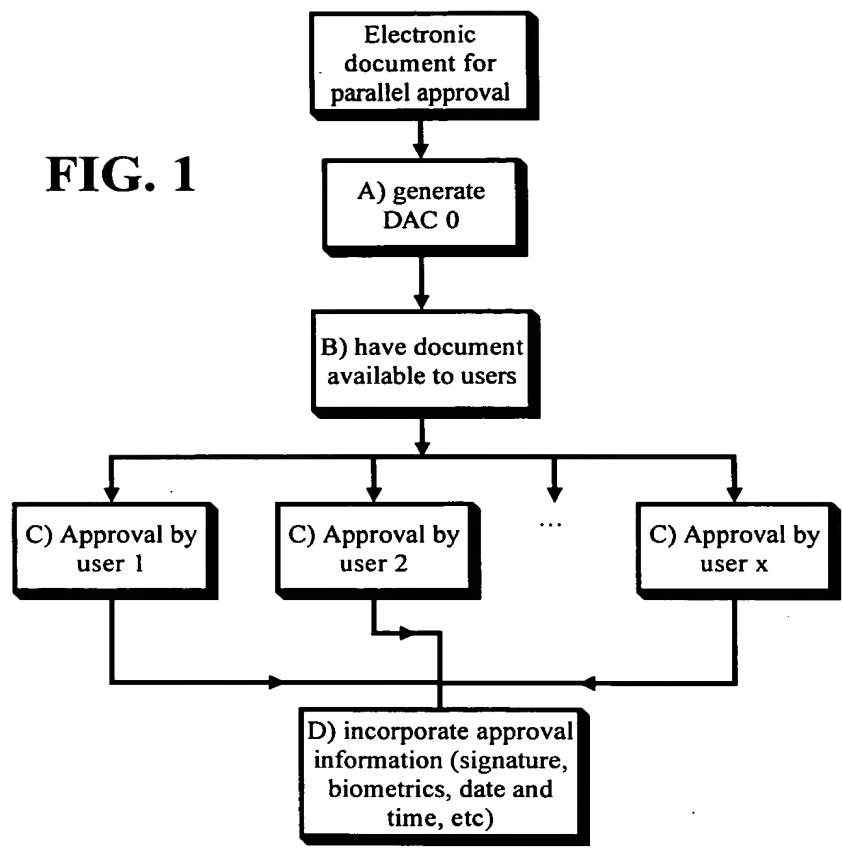 Electronic
document for
parallel approval
FIG. 1
A) generate
DAC 0
B) have document
available to users
C) Approval by
user 1
C) Approval by
user 2
...
C) Approval by
user x
D) incorporate approval
information (signature,
biometrics, date and
time, etc)